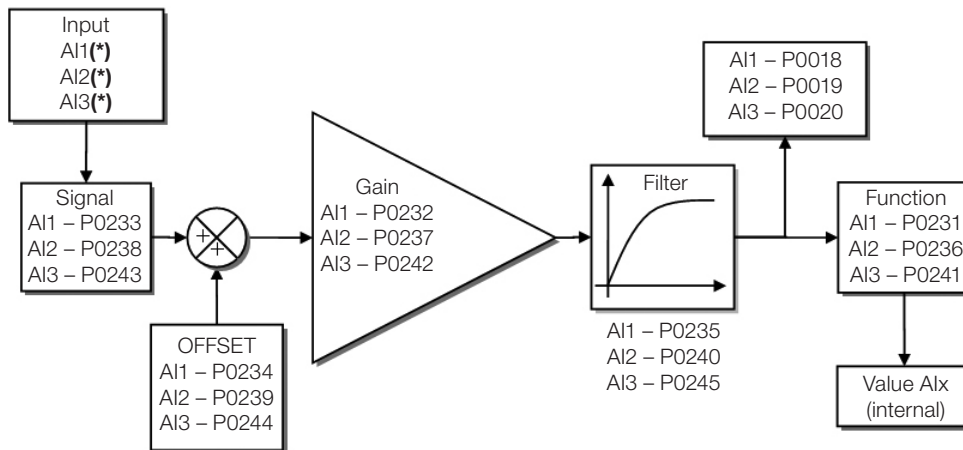 Input
AI1(*)
AI2(*)
AI3(*)
Signal
AI1 – P0233
AI2 – P0238
AI3 – P0243
+
+
OFFSET
AI1 – P0234
AI2 – P0239
AI3 – P0244
Gain
AI1 – P0232
AI2 – P0237
AI3 – P0242
Filter
AI1 – P0235
AI2 – P0240
AI3 – P0245
AI1 – P0018
AI2 – P0019
AI3 – P0020
Function
AI1 – P0231
AI2 – P0236
AI3 – P0241
Value AIx
(internal)